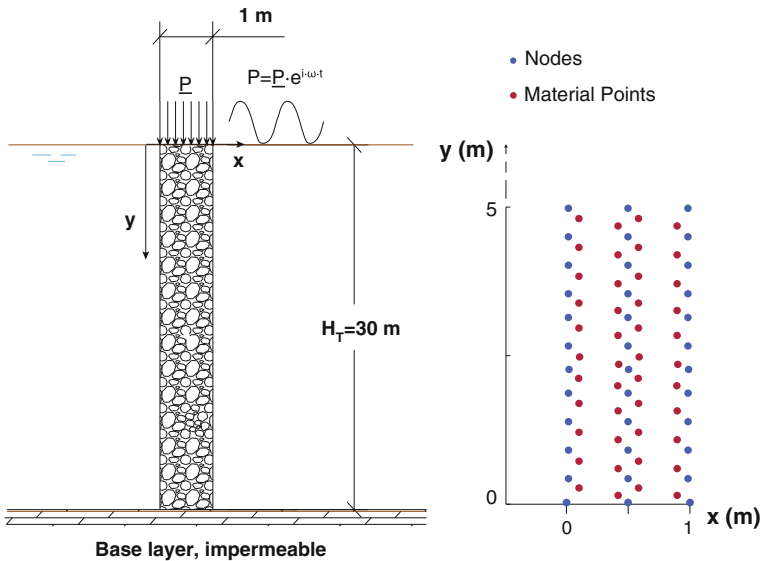 1 m
P
P=P·e^i·ω·t
x
y
H_T=30 m
Base layer, impermeable
Nodes
Material Points
y (m)
5
0
0
1
x (m)